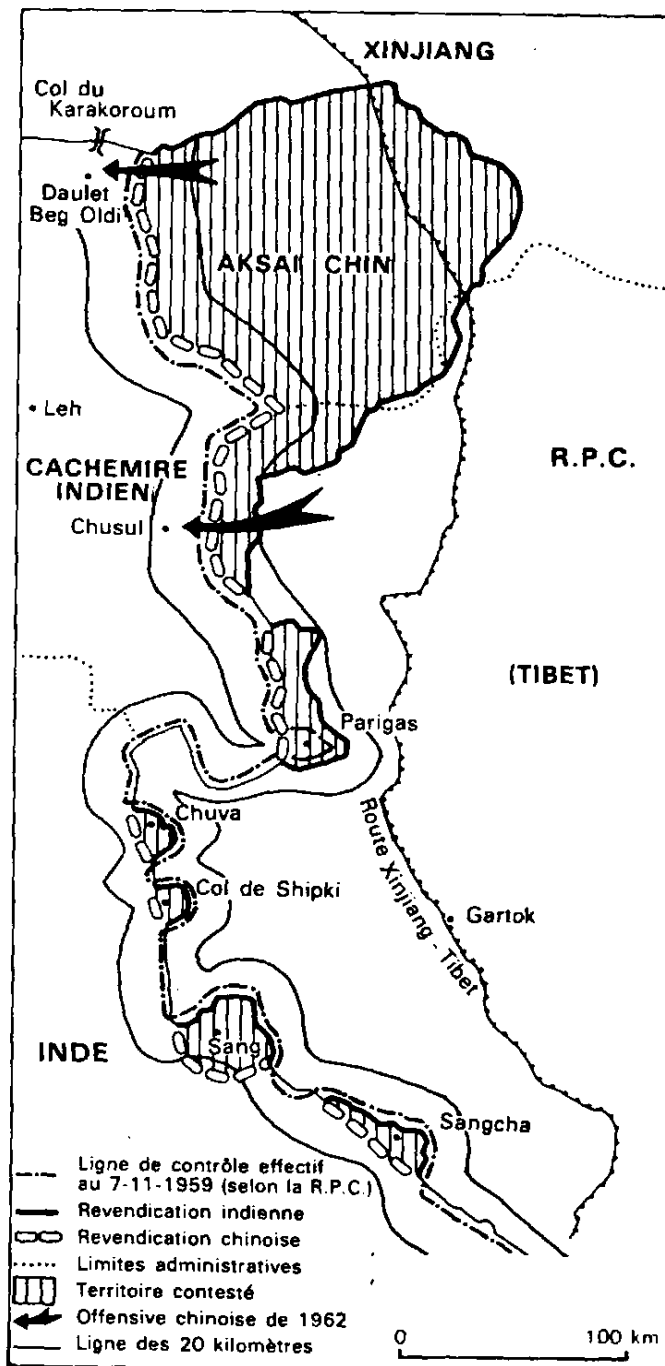 XINJIANG
Col du
Karakoroum
Daulet
Beg Oldi
AKSAI CHIN
Leh
CACHEMIRE
INDIEN
R.P.C.
Chusul
(TIBET)
Parigas
Chuva
Route Xinjiang - Tibet
Col de Shipki
Gartok
INDE
Sang
Sangcha
Ligne de contrôle effectif
au 7-11-1959 (selon la R.P.C.)
Revendication indienne
Revendication chinoise
Limites administratives
Territoire contesté
Offensive chinoise de 1962
Ligne des 20 kilomètres
0 100 km